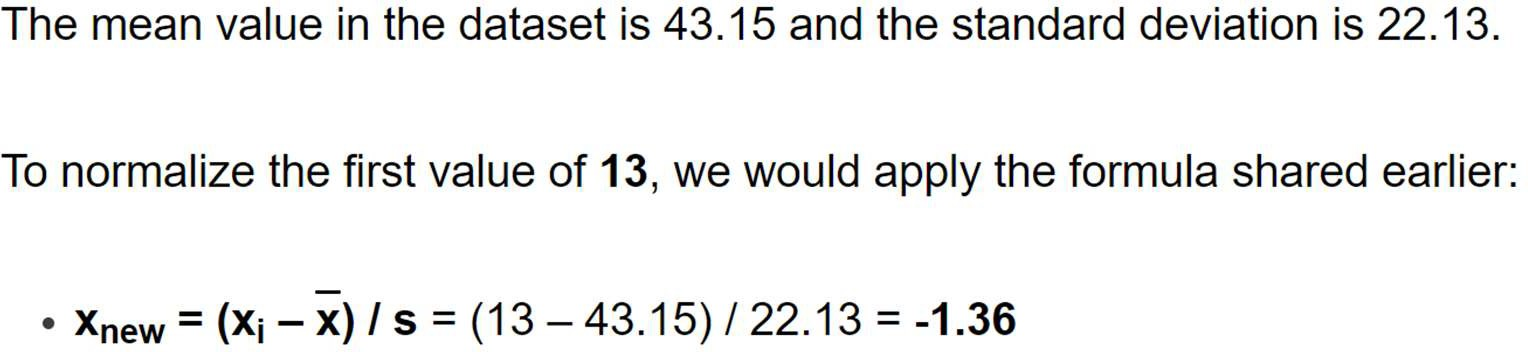 The mean value in the dataset is 43.15 and the standard deviation is 22.13.
To normalize the first value of 13, we would apply the formula shared earlier:
• xnew = (xi – x̅) / s = (13 – 43.15) / 22.13 = -1.36